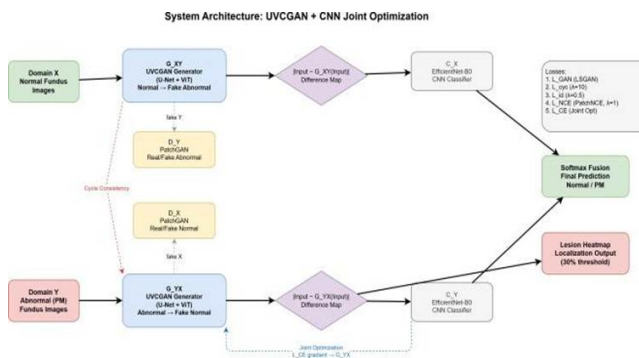 System Architecture: UVCGAN + CNN Joint Optimization
Domain X
Normal Fundus
Images
G_XY
UVCGAN Generator
(U-Net + ViT)
Normal → Fake Abnormal
|Input − G_XY(Input)|
Difference Map
C_X
EfficientNet-B0
CNN Classifier
Losses:
1. L_GAN (LSGAN)
2. L_cyc (λ=10)
3. L_id (λ=0.5)
4. L_NCE (PatchNCE, λ=1)
5. L_CE (Joint Opt)
fake Y
D_Y
PatchGAN
Real/Fake Abnormal
Cycle Consistency
Softmax Fusion
Final Prediction
Normal / PM
D_X
PatchGAN
Real/Fake Normal
fake X
Lesion Heatmap
Localization Output
(30% threshold)
Domain Y
Abnormal (PM)
Fundus Images
G_YX
UVCGAN Generator
(U-Net + ViT)
Abnormal → Fake Normal
|Input − G_YX(Input)|
Difference Map
C_Y
EfficientNet-B0
CNN Classifier
Joint Optimization
L_CE gradient → G_YX